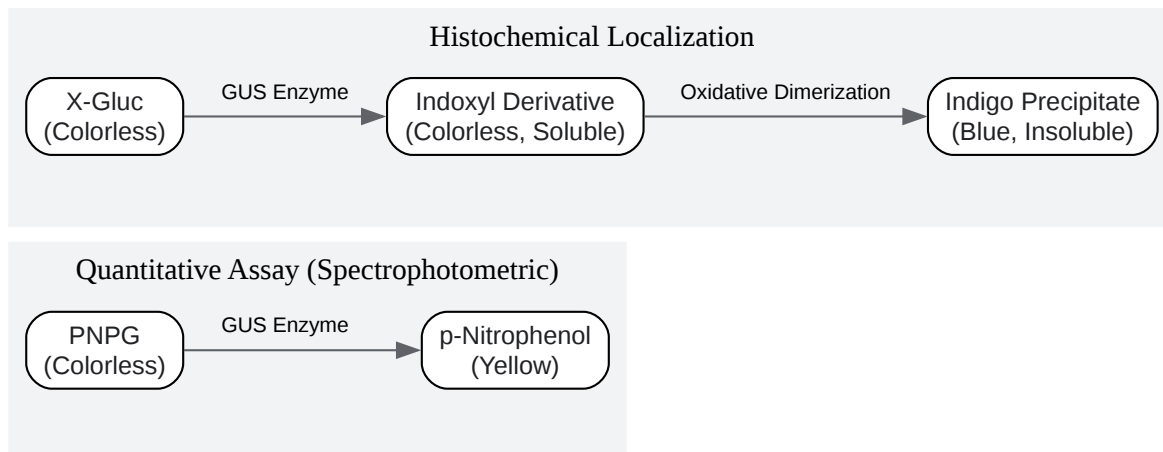 Histochemical Localization
X-Gluc
(Colorless)
GUS Enzyme
Indoxyl Derivative
(Colorless, Soluble)
Oxidative Dimerization
Indigo Precipitate
(Blue, Insoluble)
Quantitative Assay (Spectrophotometric)
PNPG
(Colorless)
GUS Enzyme
p-Nitrophenol
(Yellow)